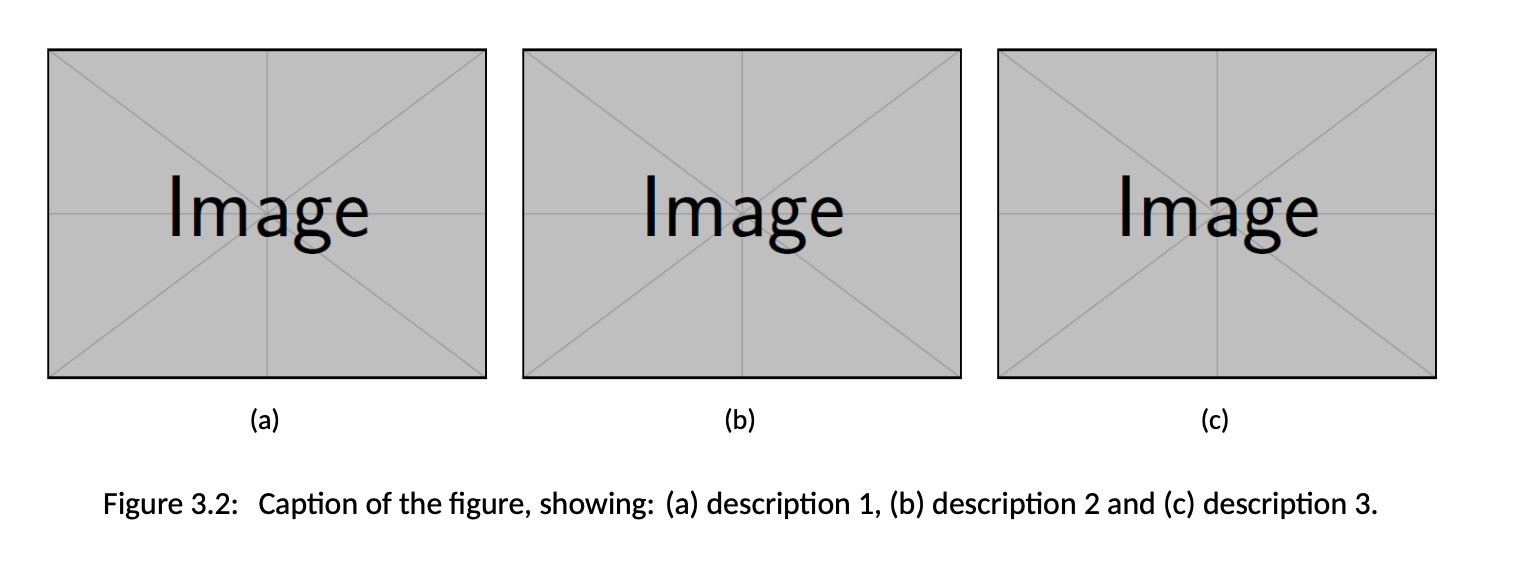 Image Image Image
(a) (b) (c)
Figure 3.2: Caption of the figure, showing: (a) description 1, (b) description 2 and (c) description 3.